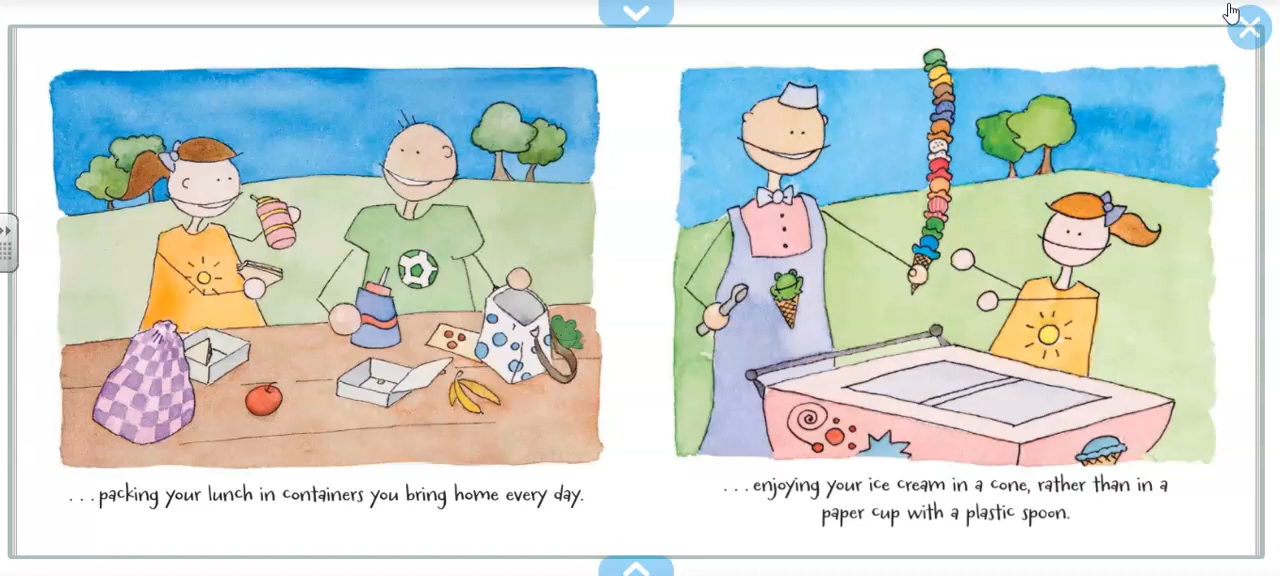 ...packing your lunch in containers you bring home every day.
...enjoying your ice cream in a cone, rather than in a
paper cup with a plastic spoon.